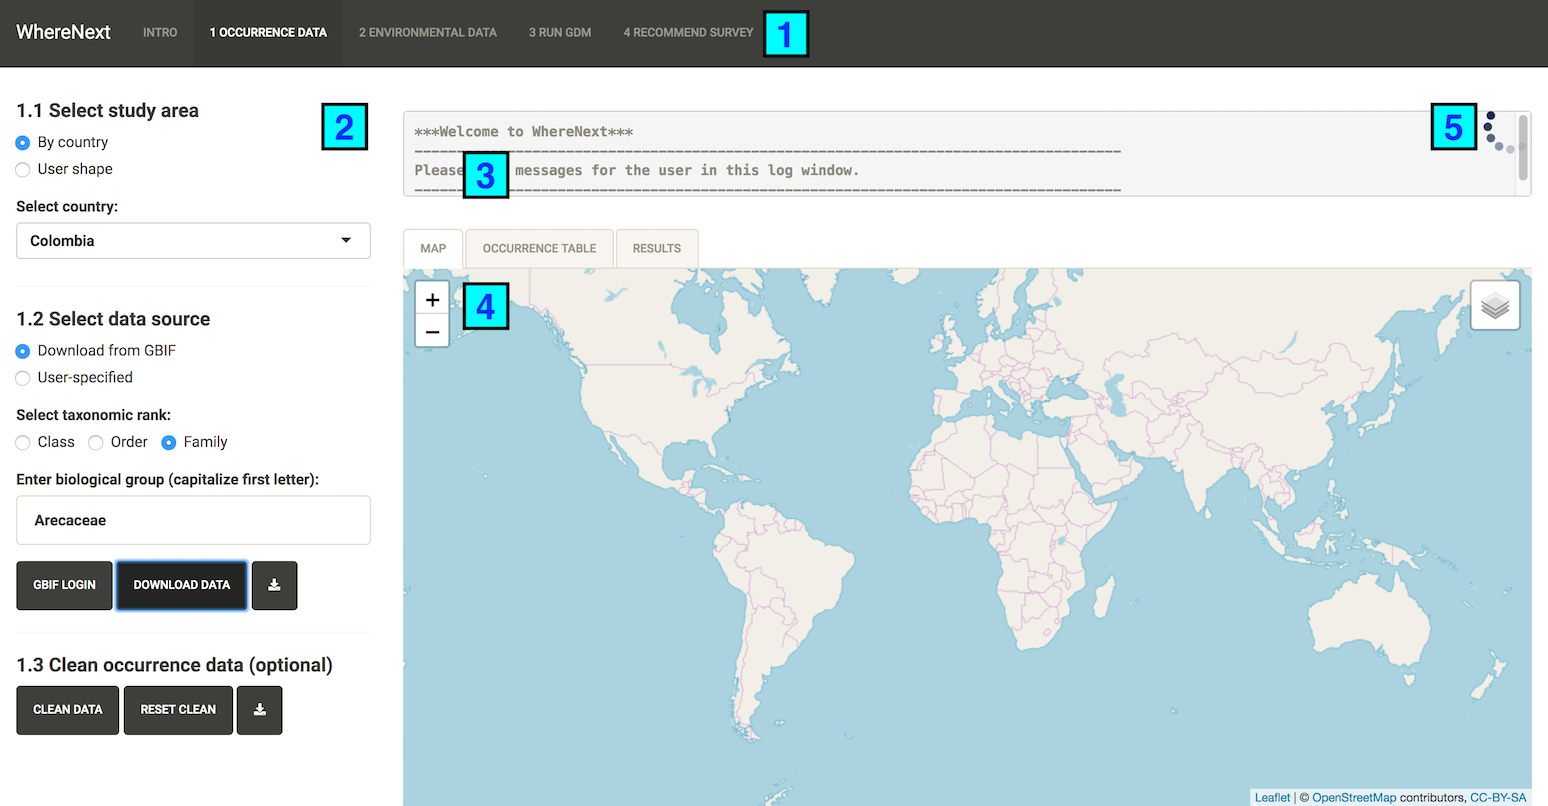 WhereNext INTRO 1 OCCURRENCE DATA 2 ENVIRONMENTAL DATA 3 RUN GDM 4 RECOMMEND SURVEY 1
1.1 Select study area 2
By country
User shape
Select country:
Colombia
1.2 Select data source
Download from GBIF
User-specified
Select taxonomic rank:
Class Order Family
Enter biological group (capitalize first letter):
Arecaceae
GBIF LOGIN DOWNLOAD DATA
1.3 Clean occurrence data (optional)
CLEAN DATA RESET CLEAN
***Welcome to WhereNext*** 5
Please 3 messages for the user in this log window.
MAP OCCURRENCE TABLE RESULTS
+ 4
−
Leaflet | © OpenStreetMap contributors, CC-BY-SA